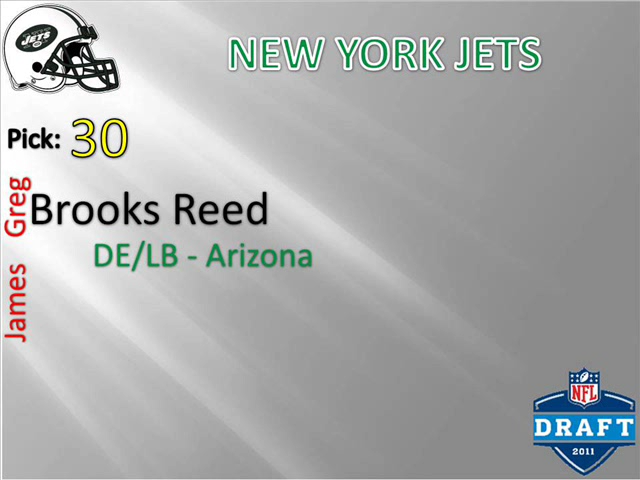 JETS
NEW YORK JETS
Pick: 30
Greg
Brooks Reed
DE/LB - Arizona
James
NFL
DRAFT
2011